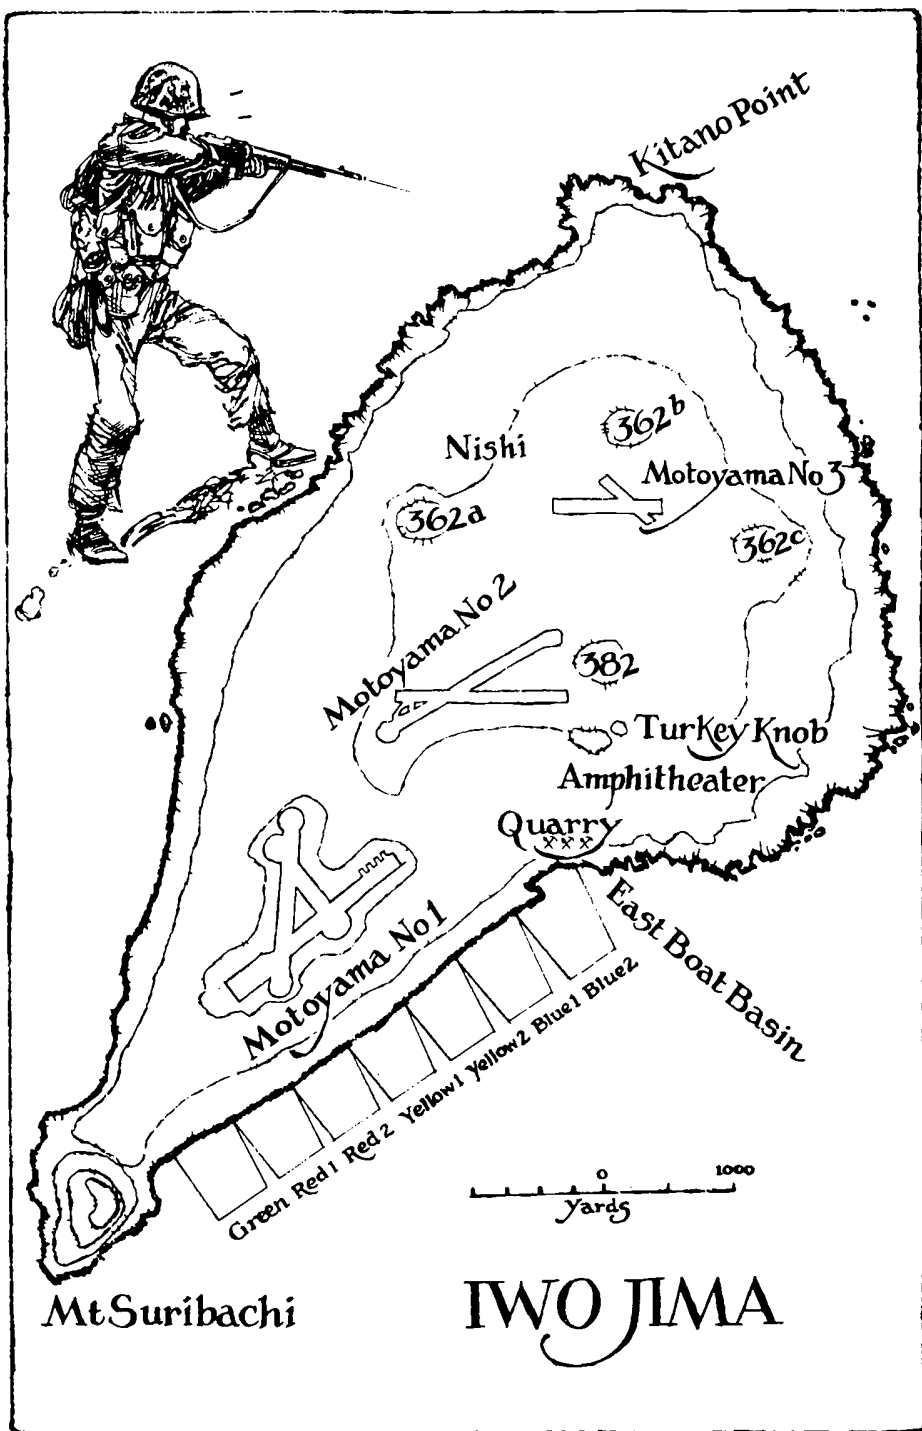 Kitano Point
362b
Nishi
Motoyama No 3
362a
362c
Motoyama No 2
382
Turkey Knob
Amphitheater
Quarry
East Boat Basin
Motoyama No 1
Green Red 1 Red 2 Yellow 1 Yellow 2 Blue 1 Blue 2
0 1000
yards
Mt Suribachi
IWO JIMA